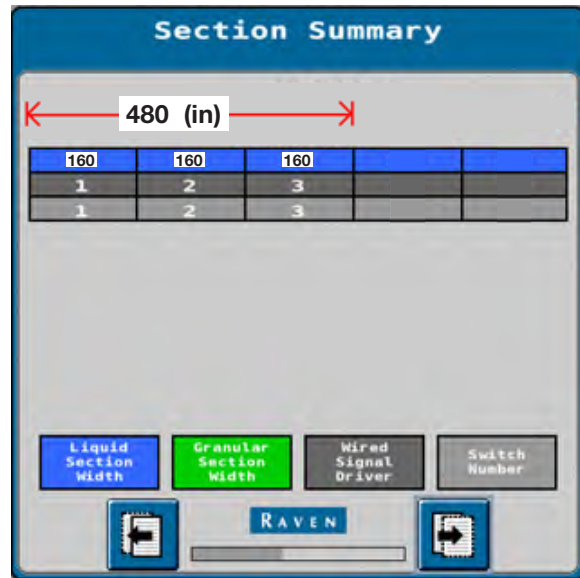 Section Summary
480 (in)
160 160 160
1 2 3
1 2 3
Liquid Section Width
Granular Section Width
Wired Signal Driver
Switch Number
RAVEN